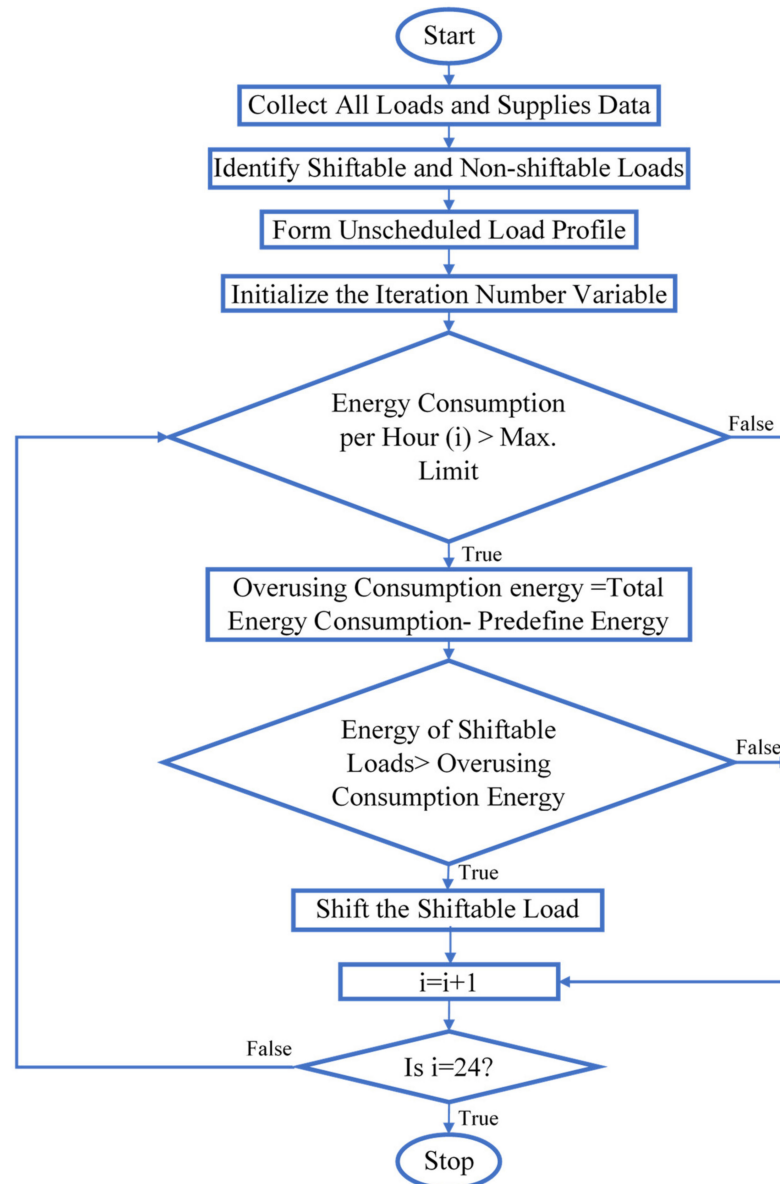 Start
Collect All Loads and Supplies Data
Identify Shiftable and Non-shiftable Loads
Form Unscheduled Load Profile
Initialize the Iteration Number Variable
Energy Consumption
per Hour (i) > Max.
Limit
False
True
Overusing Consumption energy =Total
Energy Consumption- Predefine Energy
Energy of Shiftable
Loads> Overusing
Consumption Energy
False
True
Shift the Shiftable Load
i=i+1
False
Is i=24?
True
Stop